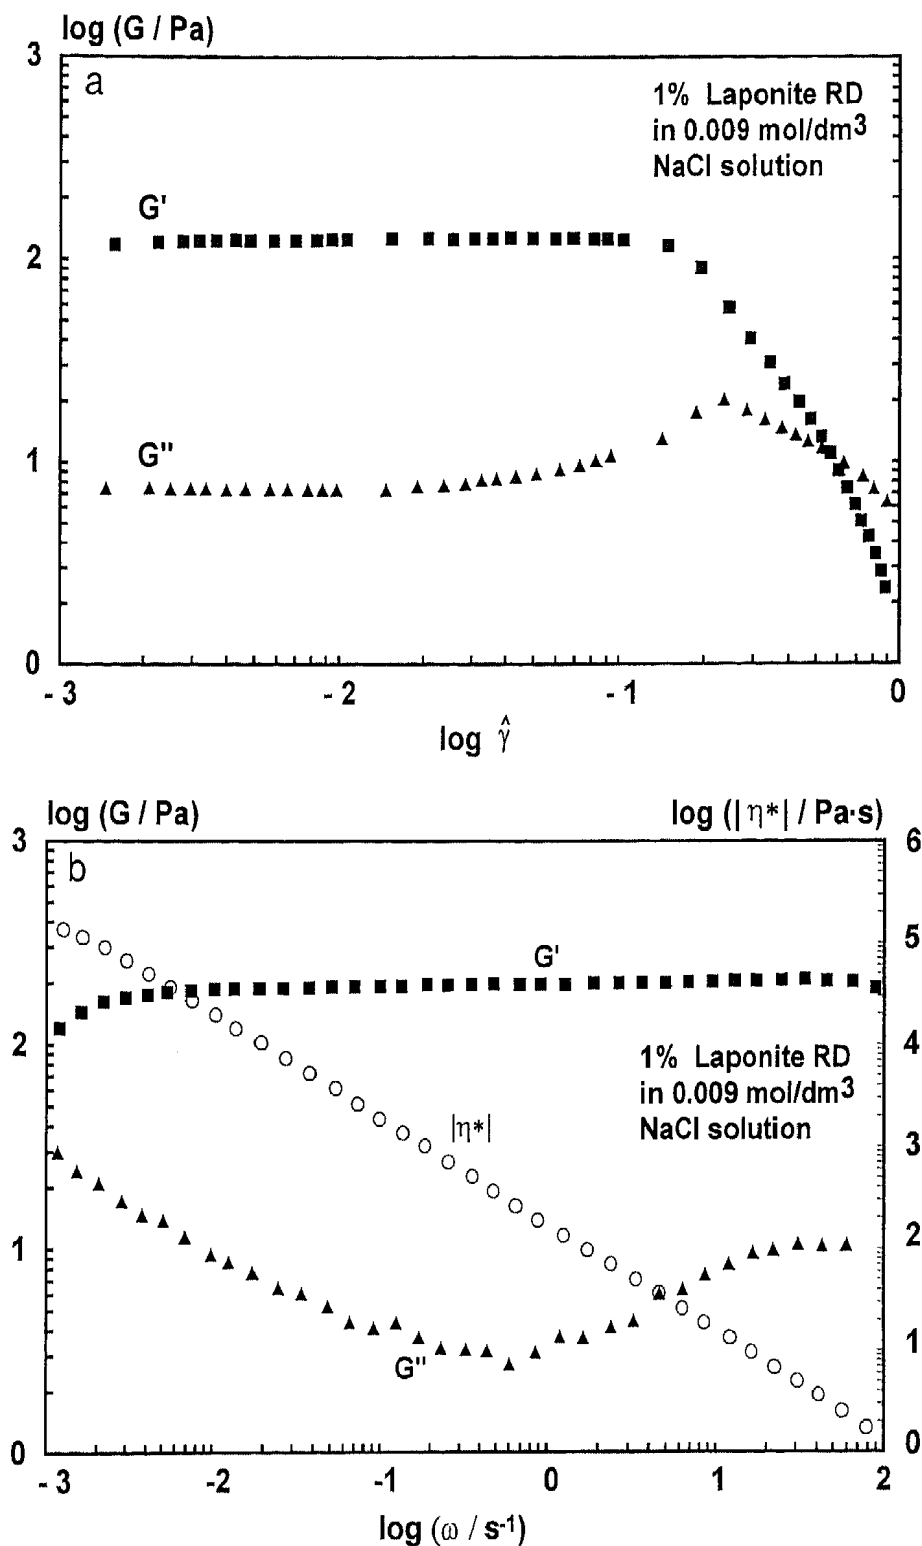 log (G / Pa)
3
a
1% Laponite RD
in 0.009 mol/dm³
NaCl solution
G'
2
G"
1
0
- 3
- 2
- 1
0
log γ̂
log (G / Pa)
log (|η*| / Pa·s)
3
6
b
5
G'
2
4
1% Laponite RD
in 0.009 mol/dm³
NaCl solution
|η*|
3
1
2
G"
1
0
0
- 3
-2
-1
0
1
2
log (ω / s⁻¹)